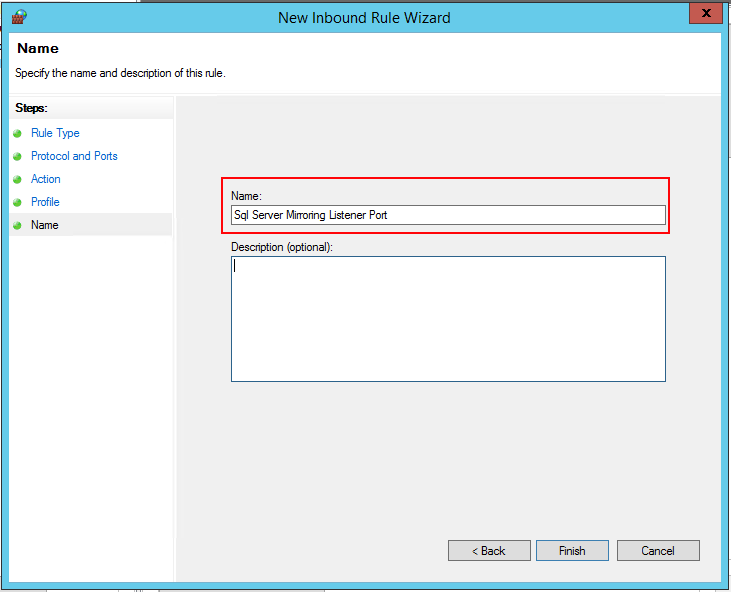 New Inbound Rule Wizard
X
Name
Specify the name and description of this rule.
Steps:
Rule Type
Protocol and Ports
Action
Profile
Name
Name:
Sql Server Mirroring Listener Port
Description (optional):
< Back
Finish
Cancel